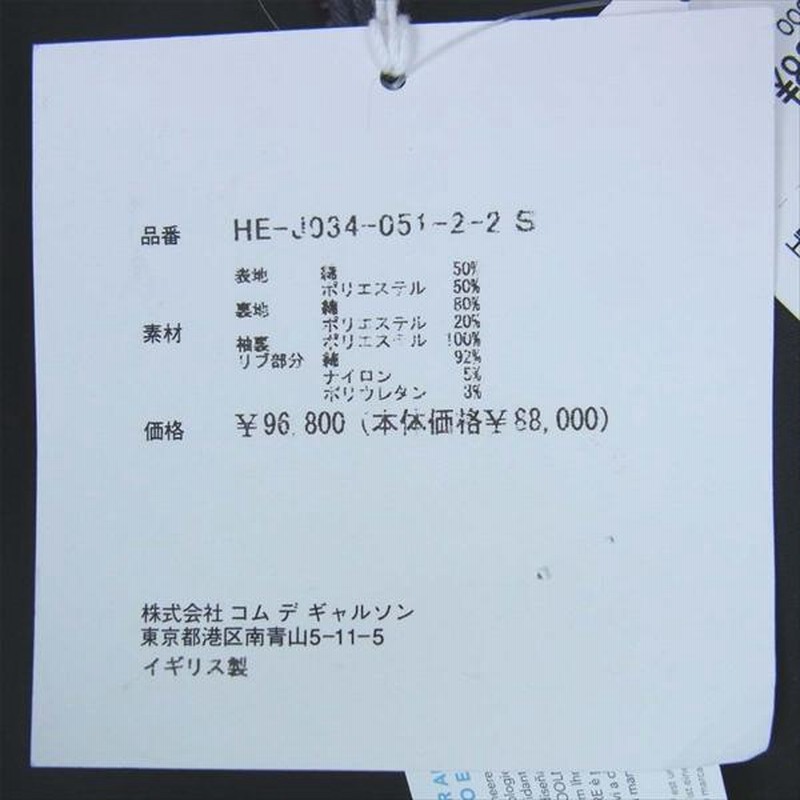 品番 HE-J034-051-2-2 S
表地 綿 50%
ポリエステル 50%
裏地 綿 80%
ポリエステル 20%
素材
袖裏 ポリエステル 100%
リブ部分 綿 92%
ナイロン 5%
ポリウレタン 3%
価格 ¥96,800 (本体価格¥88,000)
株式会社 コム デ ギャルソン
東京都港区南青山5-11-5
イギリス製